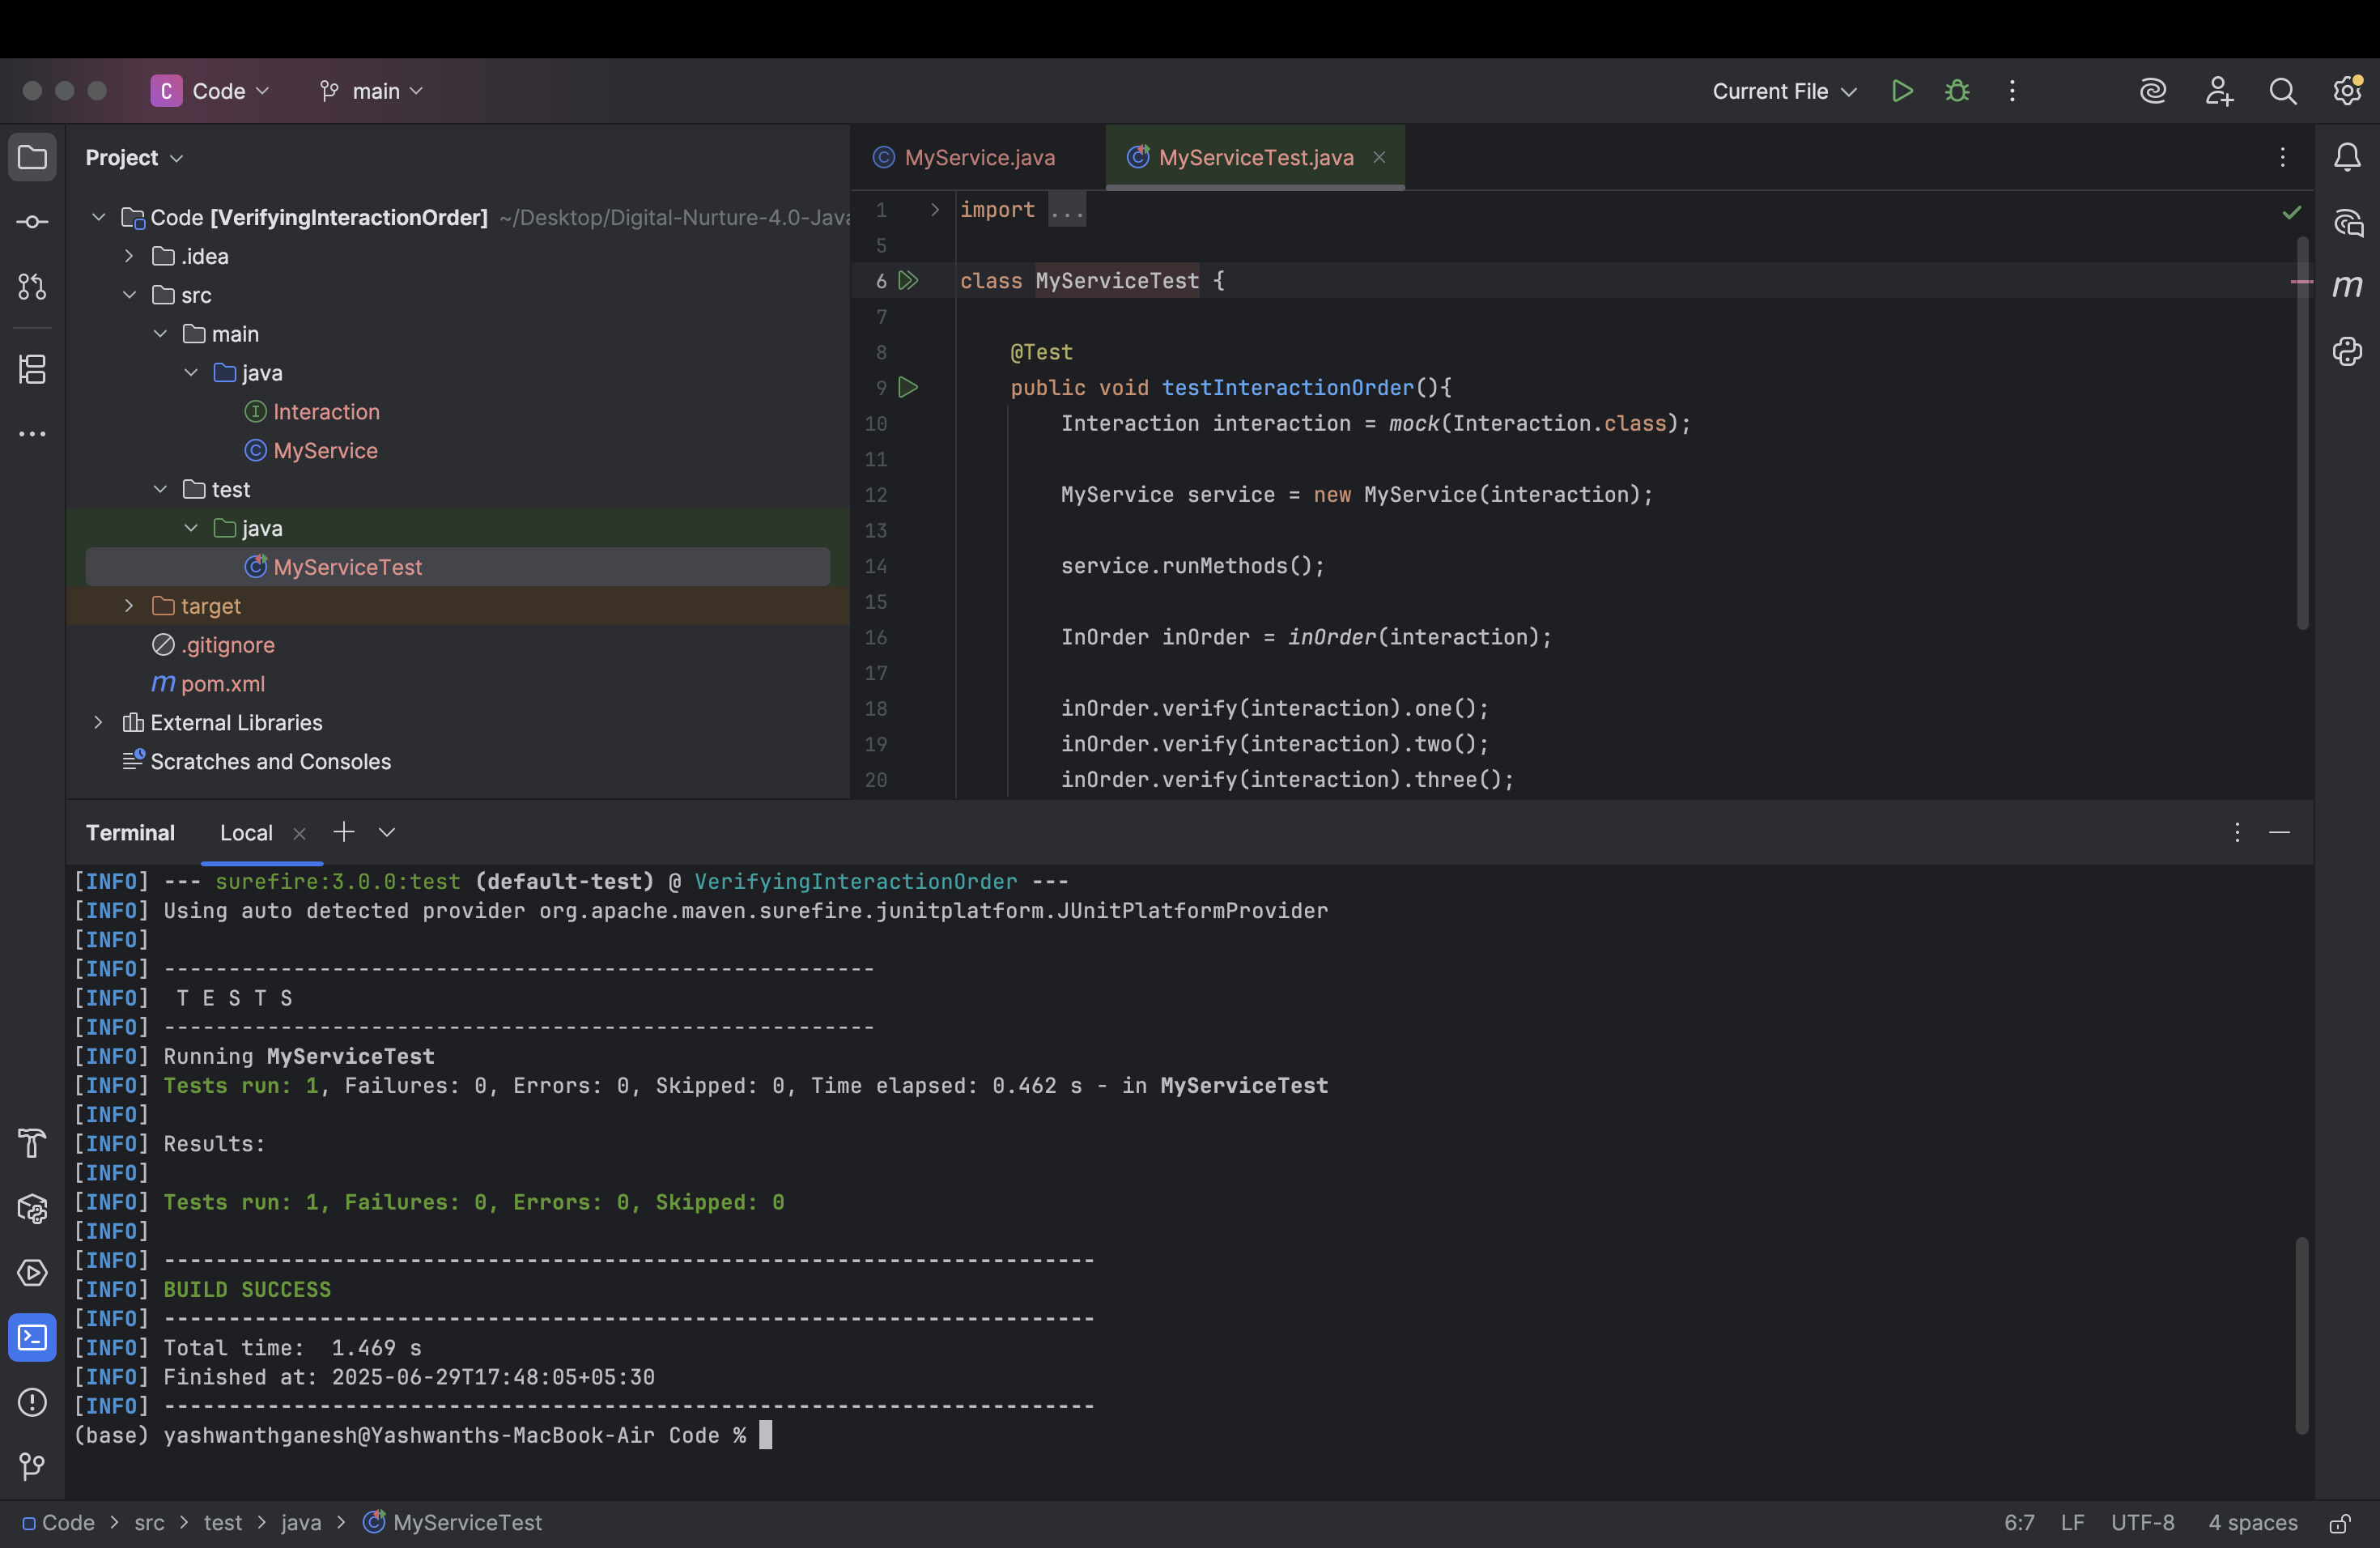 C Code main Current File
Project
Code [VerifyingInteractionOrder] ~/Desktop/Digital-Nurture-4.0-Java
.idea
src
main
java
Interaction
MyService
test
java
MyServiceTest
target
.gitignore
pom.xml
External Libraries
Scratches and Consoles
MyService.java MyServiceTest.java
1 import ...
5
6 class MyServiceTest {
7
8 @Test
9 public void testInteractionOrder(){
10 Interaction interaction = mock(Interaction.class);
11
12 MyService service = new MyService(interaction);
13
14 service.runMethods();
15
16 InOrder inOrder = inOrder(interaction);
17
18 inOrder.verify(interaction).one();
19 inOrder.verify(interaction).two();
20 inOrder.verify(interaction).three();
Terminal Local
[INFO] --- surefire:3.0.0:test (default-test) @ VerifyingInteractionOrder ---
[INFO] Using auto detected provider org.apache.maven.surefire.junitplatform.JUnitPlatformProvider
[INFO]
[INFO] -------------------------------------------------------
[INFO]  T E S T S
[INFO] -------------------------------------------------------
[INFO] Running MyServiceTest
[INFO] Tests run: 1, Failures: 0, Errors: 0, Skipped: 0, Time elapsed: 0.462 s - in MyServiceTest
[INFO]
[INFO] Results:
[INFO]
[INFO] Tests run: 1, Failures: 0, Errors: 0, Skipped: 0
[INFO]
[INFO] ------------------------------------------------------------------------
[INFO] BUILD SUCCESS
[INFO] ------------------------------------------------------------------------
[INFO] Total time:  1.469 s
[INFO] Finished at: 2025-06-29T17:48:05+05:30
[INFO] ------------------------------------------------------------------------
(base) yashwanthganesh@Yashwanths-MacBook-Air Code %
Code > src > test > java > MyServiceTest 6:7 LF UTF-8 4 spaces